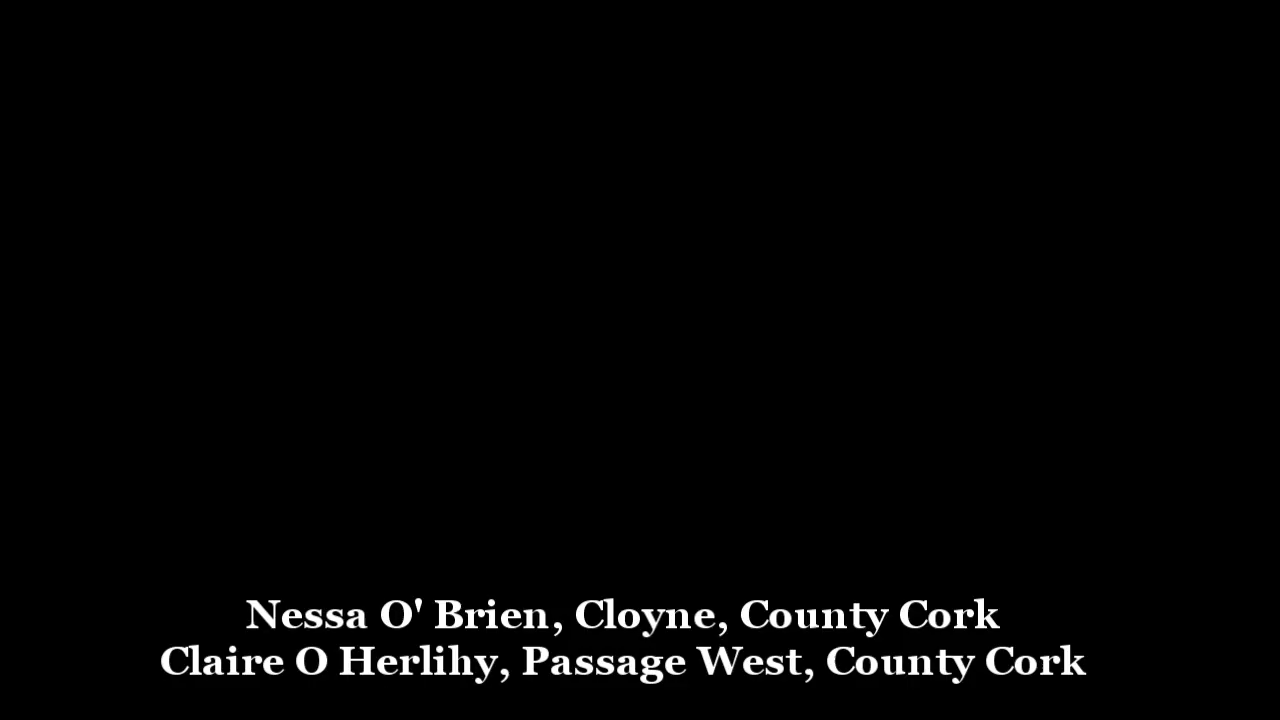 Nessa O' Brien, Cloyne, County Cork
Claire O Herlihy, Passage West, County Cork